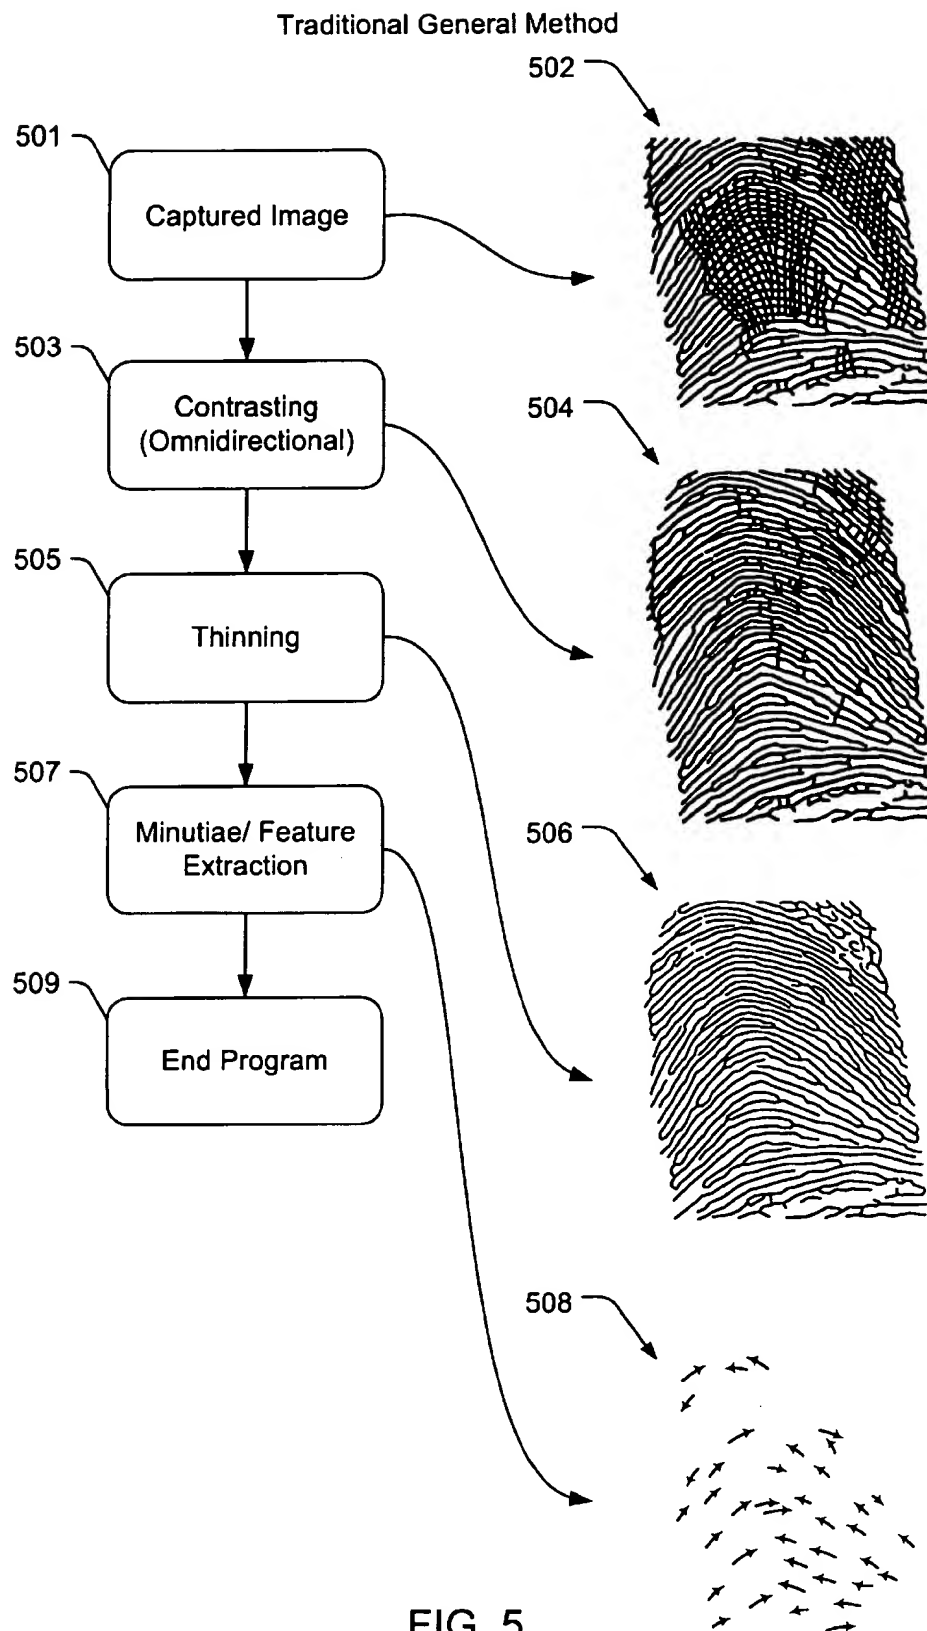 Traditional General Method
502
501
Captured Image
503
Contrasting
(Omnidirectional)
504
505
Thinning
507
Minutiae/ Feature
Extraction
506
509
End Program
508
FIG. 5